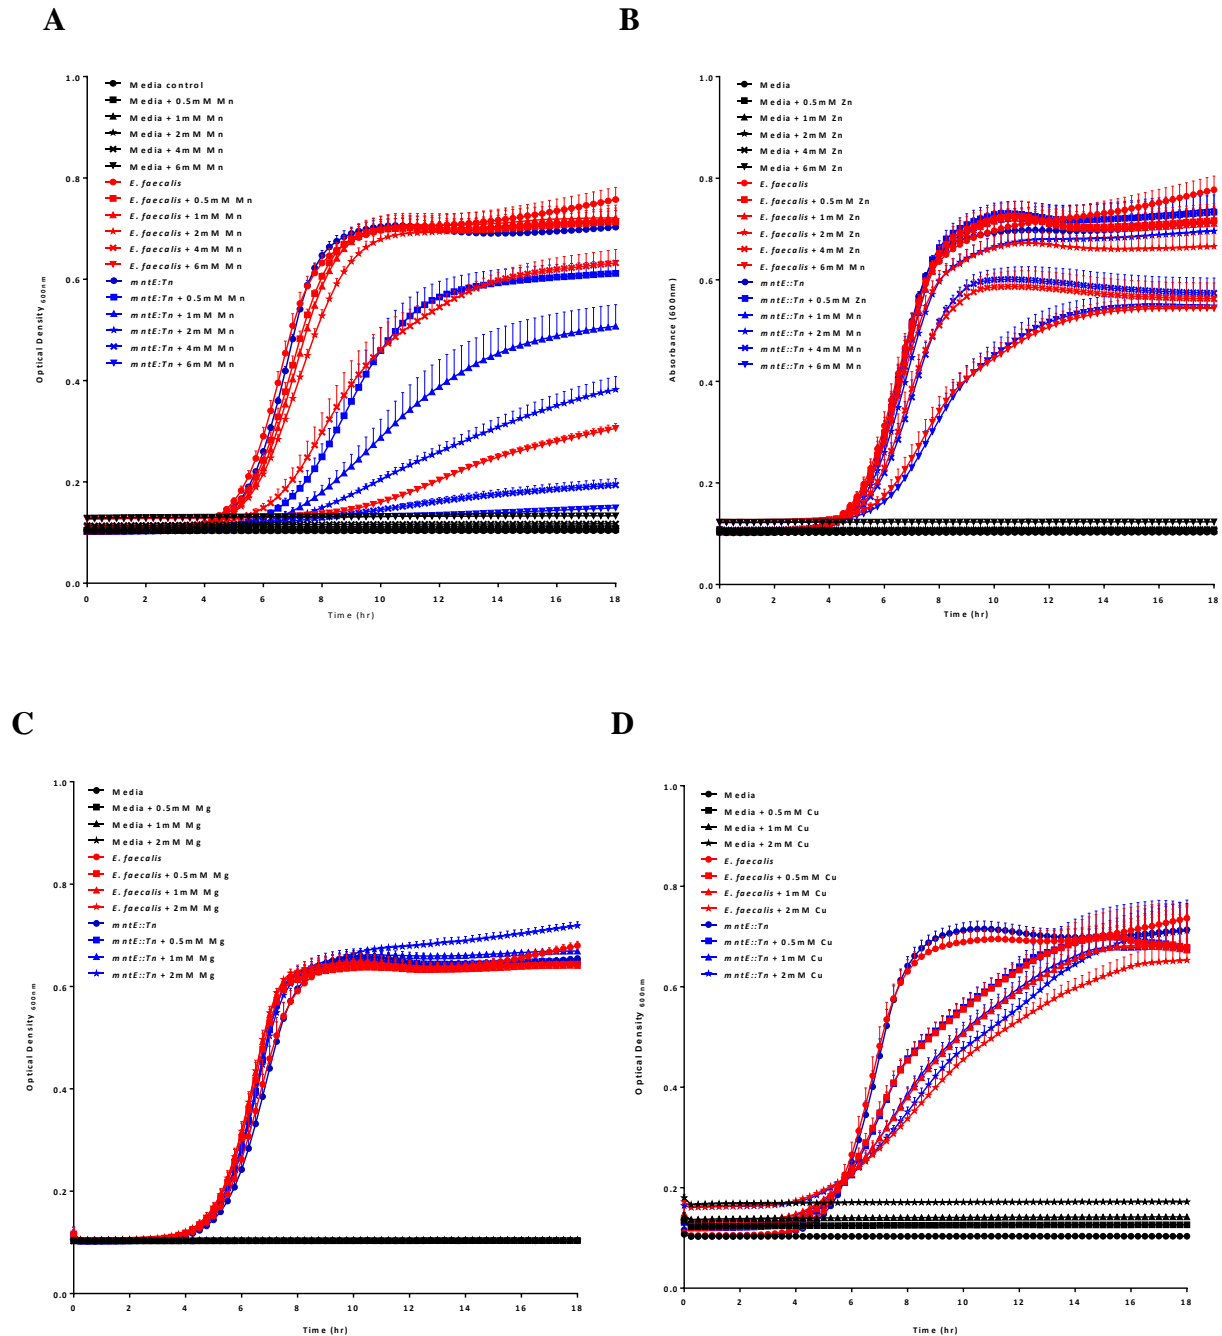 A
1.0
0.8
0.6
0.4
0.2
0.0
Optical Density 600nm
Media control
Media + 0.5mM Mn
Media + 1mM Mn
Media + 2mM Mn
Media + 4mM Mn
Media + 6mM Mn
E. faecalis
E. faecalis + 0.5mM Mn
E. faecalis + 1mM Mn
E. faecalis + 2mM Mn
E. faecalis + 4mM Mn
E. faecalis + 6mM Mn
mntE::Tn
mntE::Tn + 0.5mM Mn
mntE::Tn + 1mM Mn
mntE::Tn + 2mM Mn
mntE::Tn + 4mM Mn
mntE::Tn + 6mM Mn
0 2 4 6 8 10 12 14 16 18
Time (hr)
B
1.0
0.8
0.6
0.4
0.2
0.0
Absorbance (600nm)
Media
Media + 0.5mM Zn
Media + 1mM Zn
Media + 2mM Zn
Media + 4mM Zn
Media + 6mM Zn
E. faecalis
E. faecalis + 0.5mM Zn
E. faecalis + 1mM Zn
E. faecalis + 2mM Zn
E. faecalis + 4mM Zn
E. faecalis + 6mM Mn
mntE::Tn
mntE::Tn + 0.5mM Zn
mntE::Tn + 1mM Mn
mntE::Tn + 2mM Mn
mntE::Tn + 4mM Mn
mntE::Tn + 6mM Mn
0 2 4 6 8 10 12 14 16 18
Time (hr)
C
1.0
0.8
0.6
0.4
0.2
0.0
Optical Density 600nm
Media
Media + 0.5mM Mg
Media + 1mM Mg
Media + 2mM Mg
E. faecalis
E. faecalis + 0.5mM Mg
E. faecalis + 1mM Mg
E. faecalis + 2mM Mg
mntE::Tn
mntE::Tn + 0.5mM Mg
mntE::Tn + 1mM Mg
mntE::Tn + 2mM Mg
0 2 4 6 8 10 12 14 16 18
Time (hr)
D
1.0
0.8
0.6
0.4
0.2
0.0
Optical Density 600nm
Media
Media + 0.5mM Cu
Media + 1mM Cu
Media + 2mM Cu
E. faecalis
E. faecalis + 0.5mM Cu
E. faecalis + 1mM Cu
E. faecalis + 2mM Cu
mntE::Tn
mntE::Tn + 0.5mM Cu
mntE::Tn + 1mM Cu
mntE::Tn + 2mM Cu
0 2 4 6 8 10 12 14 16 18
Time (hr)